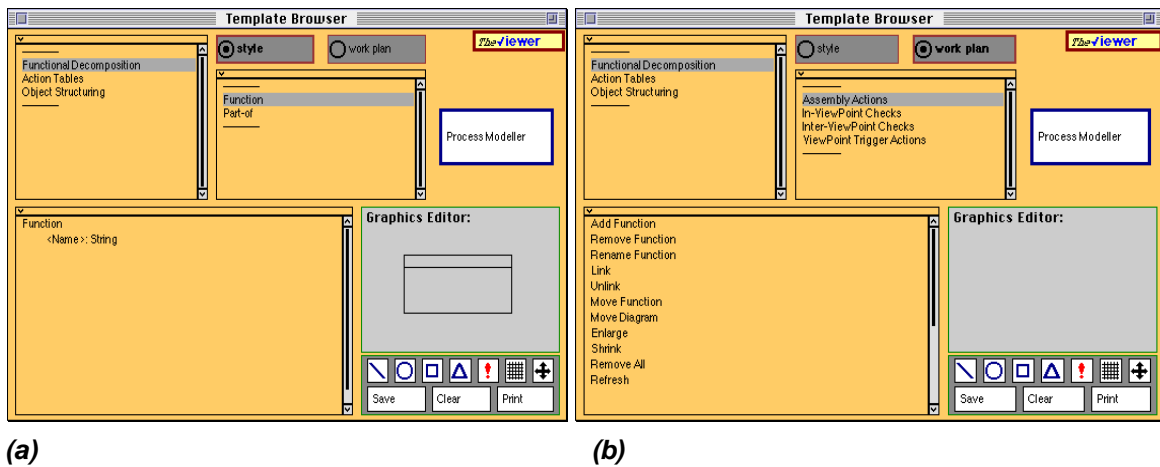 Template Browser
style
work plan
The√iewer
Functional Decomposition
Action Tables
Object Structuring
Function
Part-of
Process Modeller
Function
<Name>: String
Graphics Editor:
Save
Clear
Print
(a)
Template Browser
style
work plan
The√iewer
Functional Decomposition
Action Tables
Object Structuring
Assembly Actions
In-ViewPoint Checks
Inter-ViewPoint Checks
ViewPoint Trigger Actions
Process Modeller
Add Function
Remove Function
Rename Function
Link
Unlink
Move Function
Move Diagram
Enlarge
Shrink
Remove All
Refresh
Graphics Editor:
Save
Clear
Print
(b)